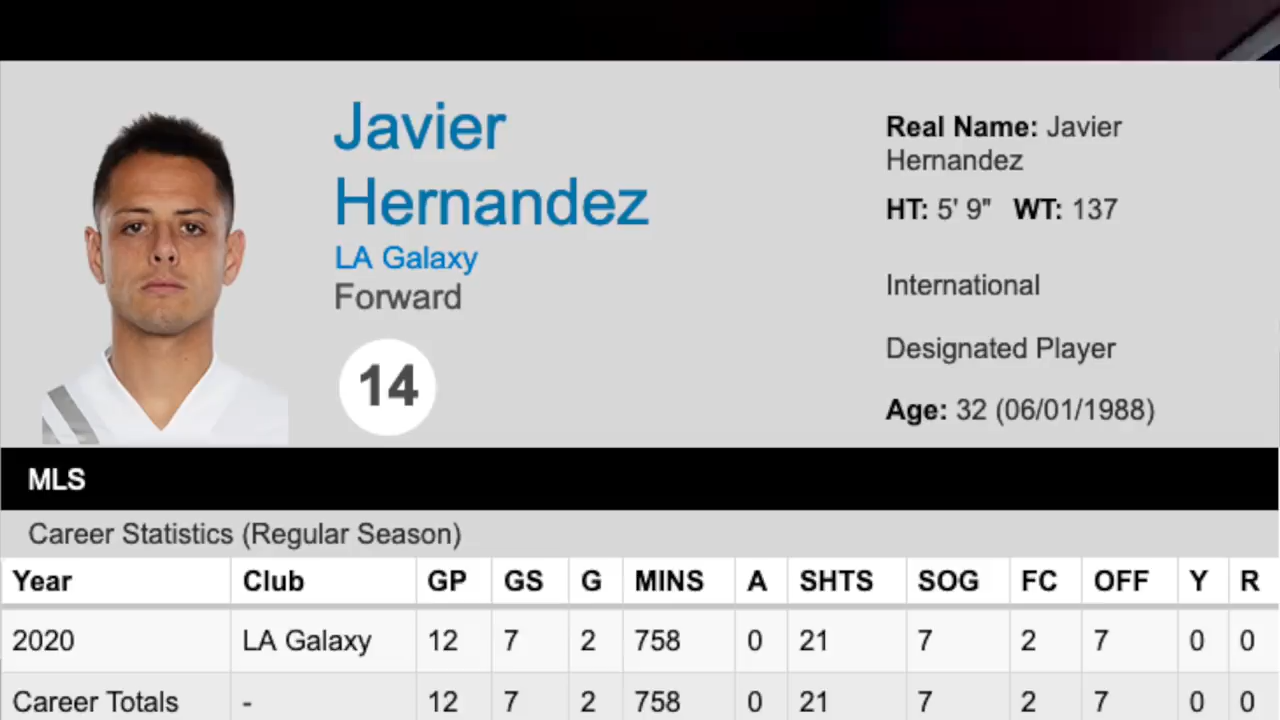 Javier
Hernandez
LA Galaxy
Forward
14
Real Name: Javier
Hernandez
HT: 5' 9" WT: 137
International
Designated Player
Age: 32 (06/01/1988)
MLS
Career Statistics (Regular Season)
Year Club GP GS G MINS A SHTS SOG FC OFF Y R
2020 LA Galaxy 12 7 2 758 0 21 7 2 7 0 0
Career Totals - 12 7 2 758 0 21 7 2 7 0 0